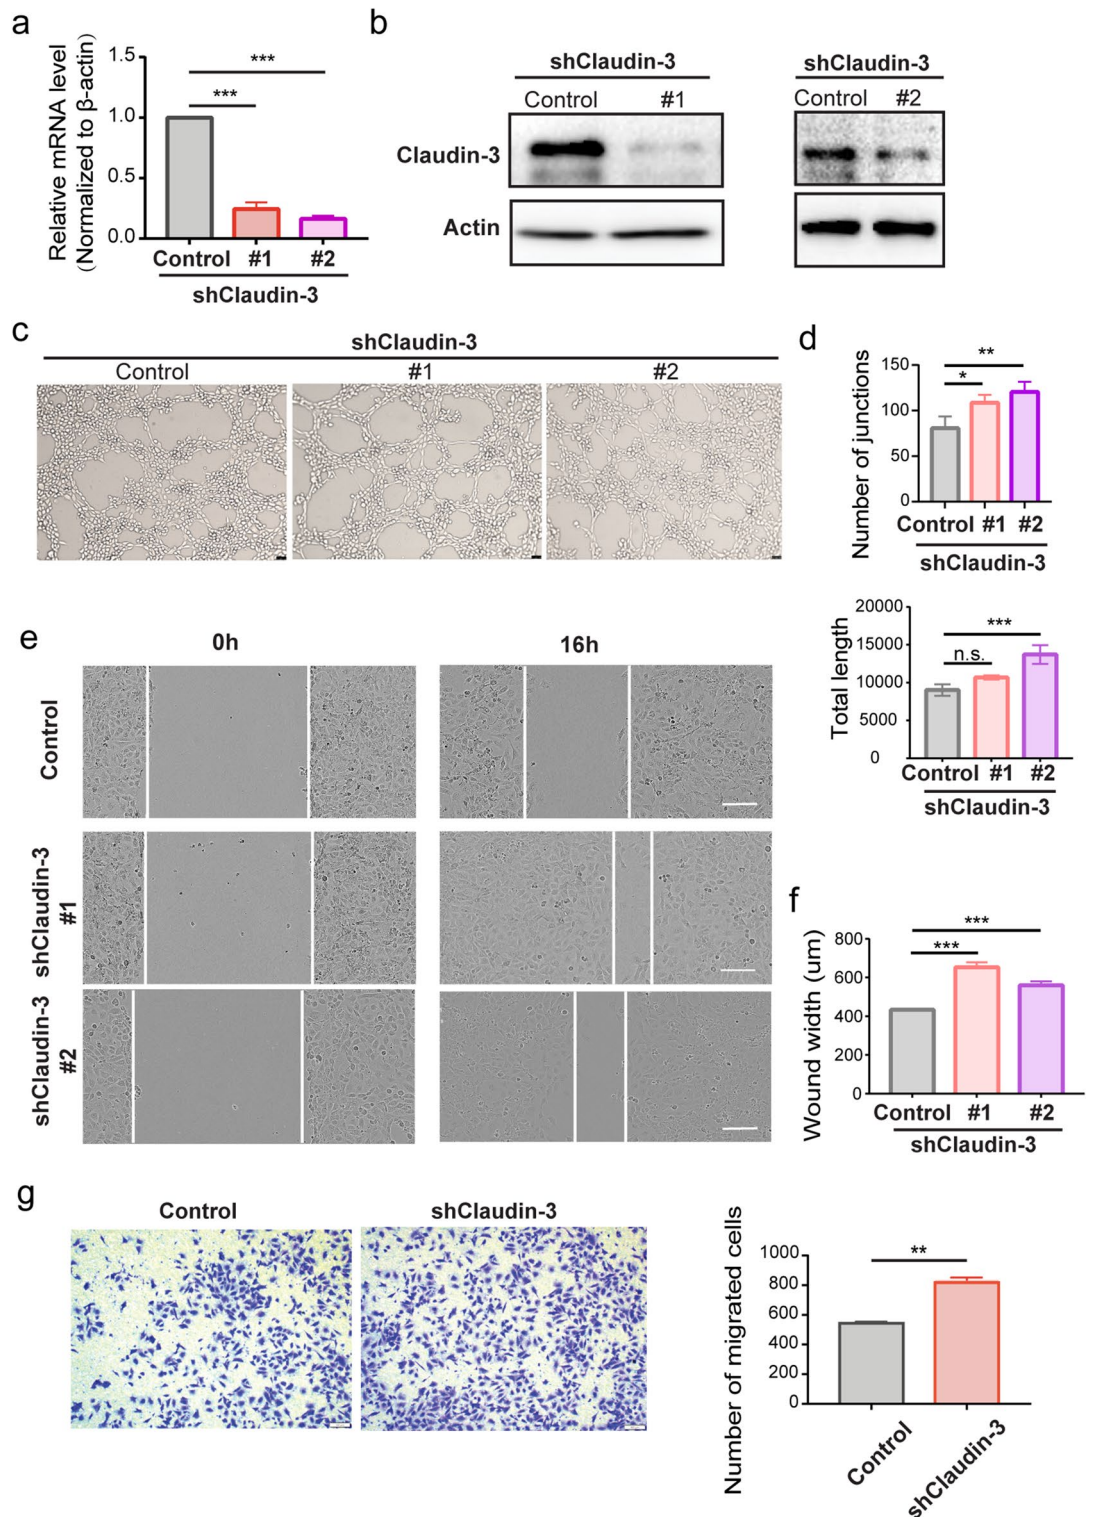 a
Relative mRNA level
(Normalized to β-actin)
1.5
1.0
0.5
0.0
***
***
Control #1 #2
shClaudin-3
b
shClaudin-3
Control #1
shClaudin-3
Control #2
Claudin-3
Actin
c
shClaudin-3
Control #1 #2
d
Number of junctions
150
100
50
0
**
*
Control #1 #2
shClaudin-3
Total length
20000
15000
10000
5000
0
***
n.s.
Control #1 #2
shClaudin-3
e
0h 16h
Control
shClaudin-3
#1
shClaudin-3
#2
f
Wound width (um)
800
600
400
200
0
***
***
Control #1 #2
shClaudin-3
g
Control shClaudin-3
Number of migrated cells
1000
800
600
400
200
0
**
Control
shClaudin-3